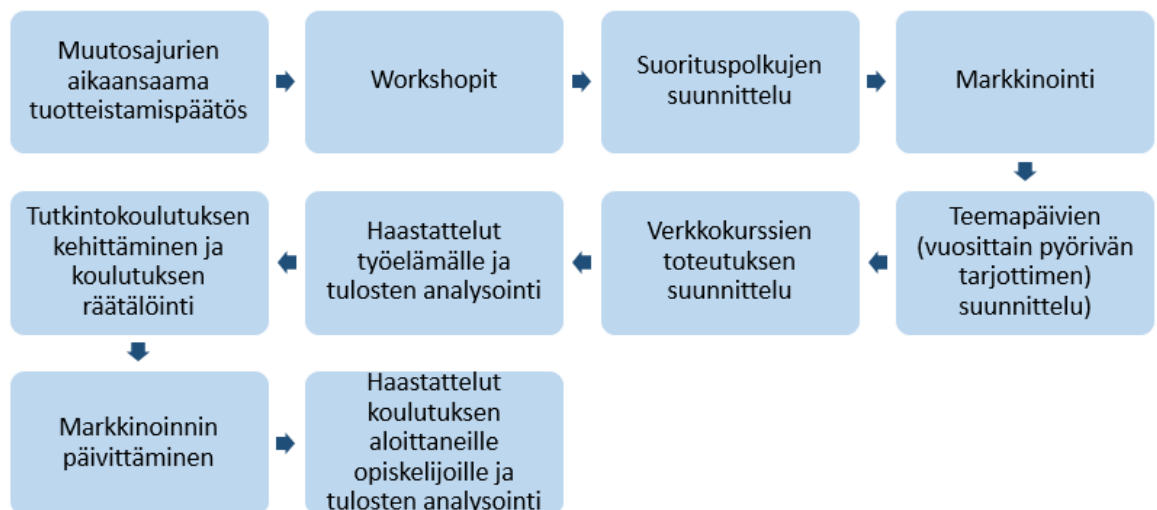 Muutosajurien
aikaansaama
tuotteistamispäätös
Workshopit
Suorituspolkujen
suunnittelu
Markkinointi
Teemapäivien
(vuosittain pyörivän
tarjottimen)
suunnittelu)
Verkkokurssien
toteutuksen
suunnittelu
Haastattelut
työelämälle ja
tulosten analysointi
Tutkintokoulutuksen
kehittäminen ja
koulutuksen
räätälöinti
Markkinoinnin
päivittäminen
Haastattelut
koulutuksen
aloittaneille
opiskelijoille ja
tulosten analysointi